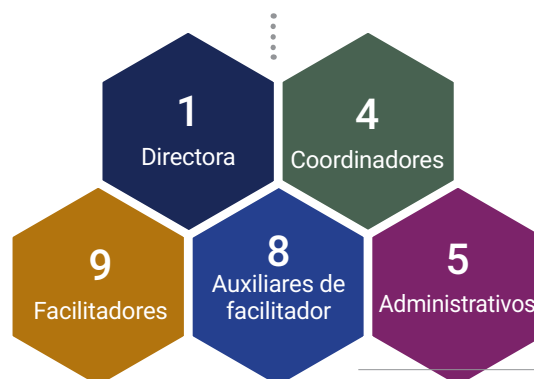 1
Directora
4
Coordinadores
9
Facilitadores
8
Auxiliares de
facilitador
5
Administrativos